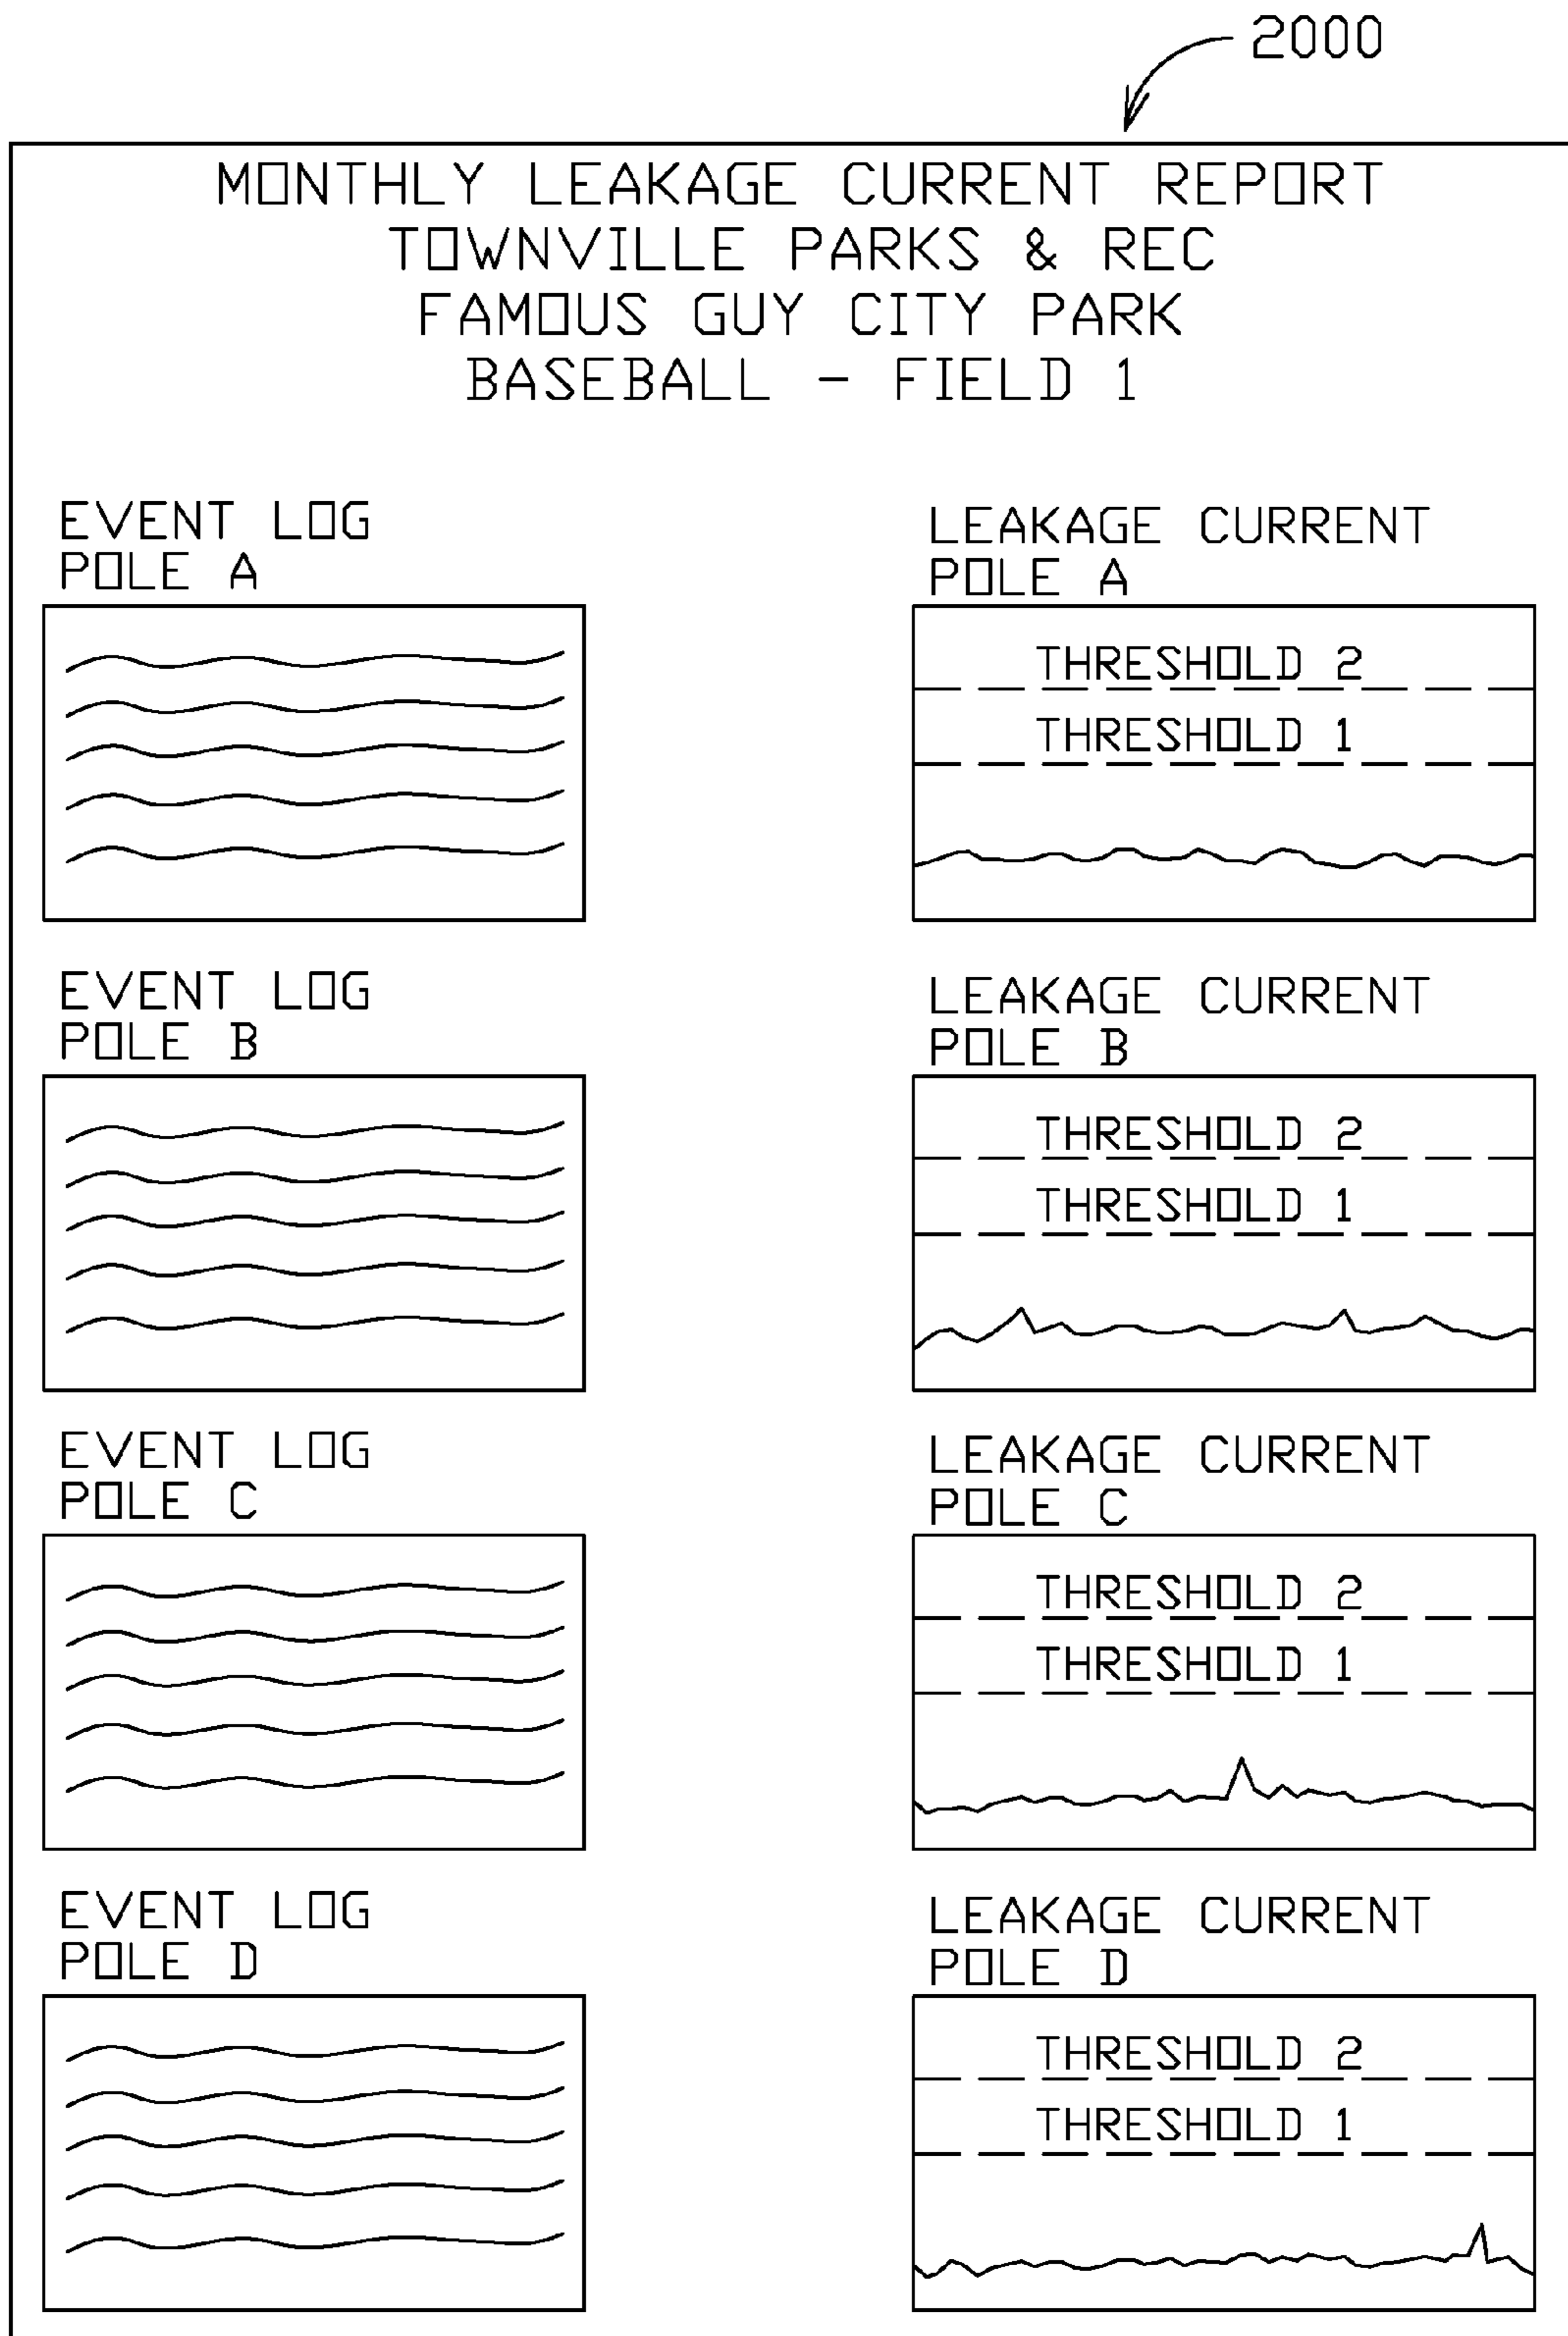 2000
MONTHLY LEAKAGE CURRENT REPORT
TOWNVILLE PARKS & REC
FAMOUS GUY CITY PARK
BASEBALL - FIELD 1
EVENT LOG
POLE A
LEAKAGE CURRENT
POLE A
THRESHOLD 2
THRESHOLD 1
EVENT LOG
POLE B
LEAKAGE CURRENT
POLE B
THRESHOLD 2
THRESHOLD 1
EVENT LOG
POLE C
LEAKAGE CURRENT
POLE C
THRESHOLD 2
THRESHOLD 1
EVENT LOG
POLE D
LEAKAGE CURRENT
POLE D
THRESHOLD 2
THRESHOLD 1